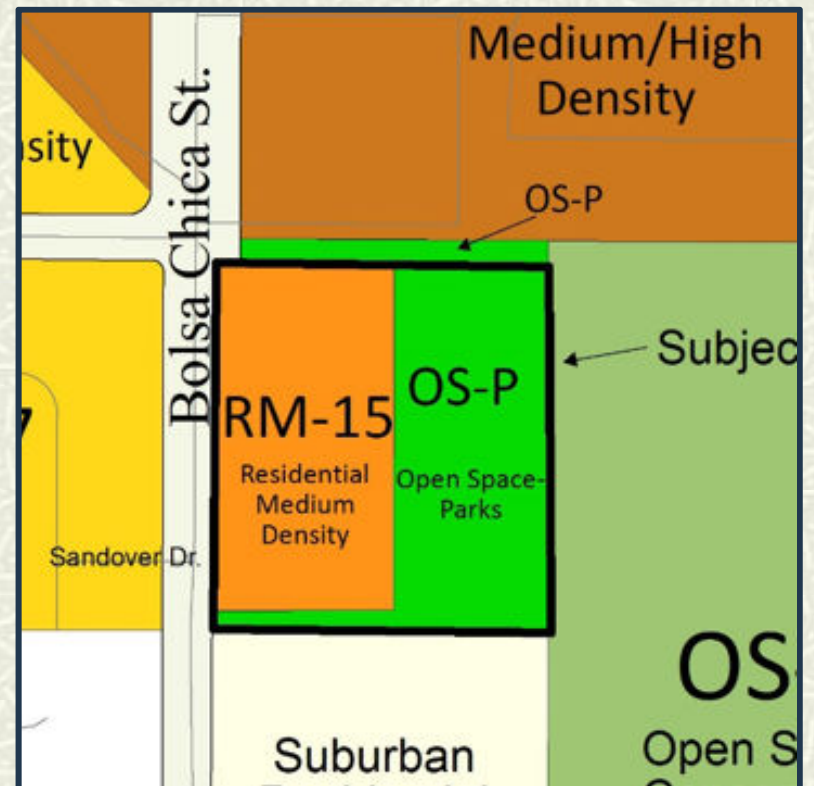 Medium/High
Density
sity
OS-P
Bolsa Chica St.
Subjec
OS-P
RM-15
Residential
Medium
Density
Open Space-
Parks
7
Sandover Dr.
OS-
Open S
Suburban